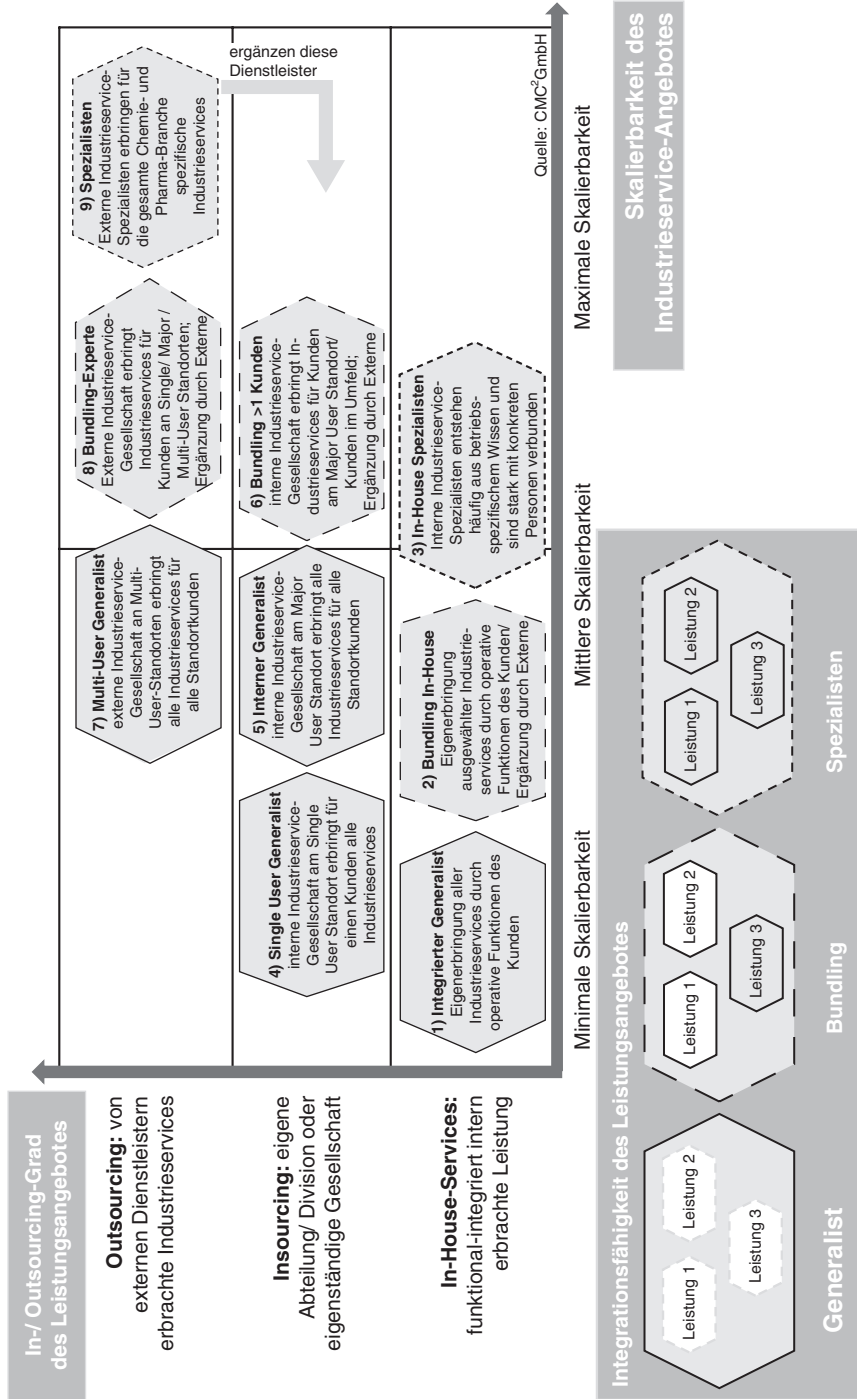 In-/ Outsourcing-Grad
des Leistungsangebotes
Outsourcing: von
externen Dienstleistern
erbrachte Industrieservices
Insourcing: eigene
Abteilung/ Division oder
eigenständige Gesellschaft
In-House-Services:
funktional-integriert intern
erbrachte Leistung
7) Multi-User Generalist
externe Industrieservice-
Gesellschaft an Multi-
User-Standorten erbringt
alle Industrieservices für
alle Standortkunden
8) Bundling-Experte
Externe Industrieservice-
Gesellschaft erbringt
Industrieservices für
Kunden an Single/ Major /
Multi-User Standorten;
Ergänzung durch Externe
9) Spezialisten
Externe Industrieservice-
Spezialisten erbringen für
die gesamte Chemie- und
Pharma-Branche
spezifische
Industrieservices
ergänzen diese
Dienstleister
4) Single User Generalist
interne Industrieservice-
Gesellschaft am Single
User Standort erbringt für
einen Kunden alle
Industrieservices
5) Interner Generalist
interne Industrieservice-
Gesellschaft am Major
User Standort erbringt alle
Industrieservices für alle
Standortkunden
6) Bundling >1 Kunden
interne Industrieservice-
Gesellschaft erbringt In-
dustrieservices für Kunden
am Major User Standort/
Kunden im Umfeld;
Ergänzung durch Externe
1) Integrierter Generalist
Eigenerbringung aller
Industrieservices durch
operative Funktionen des
Kunden
2) Bundling In-House
Eigenerbringung
ausgewählter Industrie-
services durch operative
Funktionen des Kunden/
Ergänzung durch Externe
3) In-House Spezialisten
Interne Industrieservice-
Spezialisten entstehen
häufig aus betriebs-
spezifischem Wissen und
sind stark mit konkreten
Personen verbunden
Quelle: CMC²GmbH
Minimale Skalierbarkeit
Mittlere Skalierbarkeit
Maximale Skalierbarkeit
Skalierbarkeit des
Industrieservice-Angebotes
Integrationsfähigkeit des Leistungsangebotes
Leistung 1
Leistung 2
Leistung 3
Generalist
Leistung 1
Leistung 2
Leistung 3
Bundling
Leistung 1
Leistung 2
Leistung 3
Spezialisten